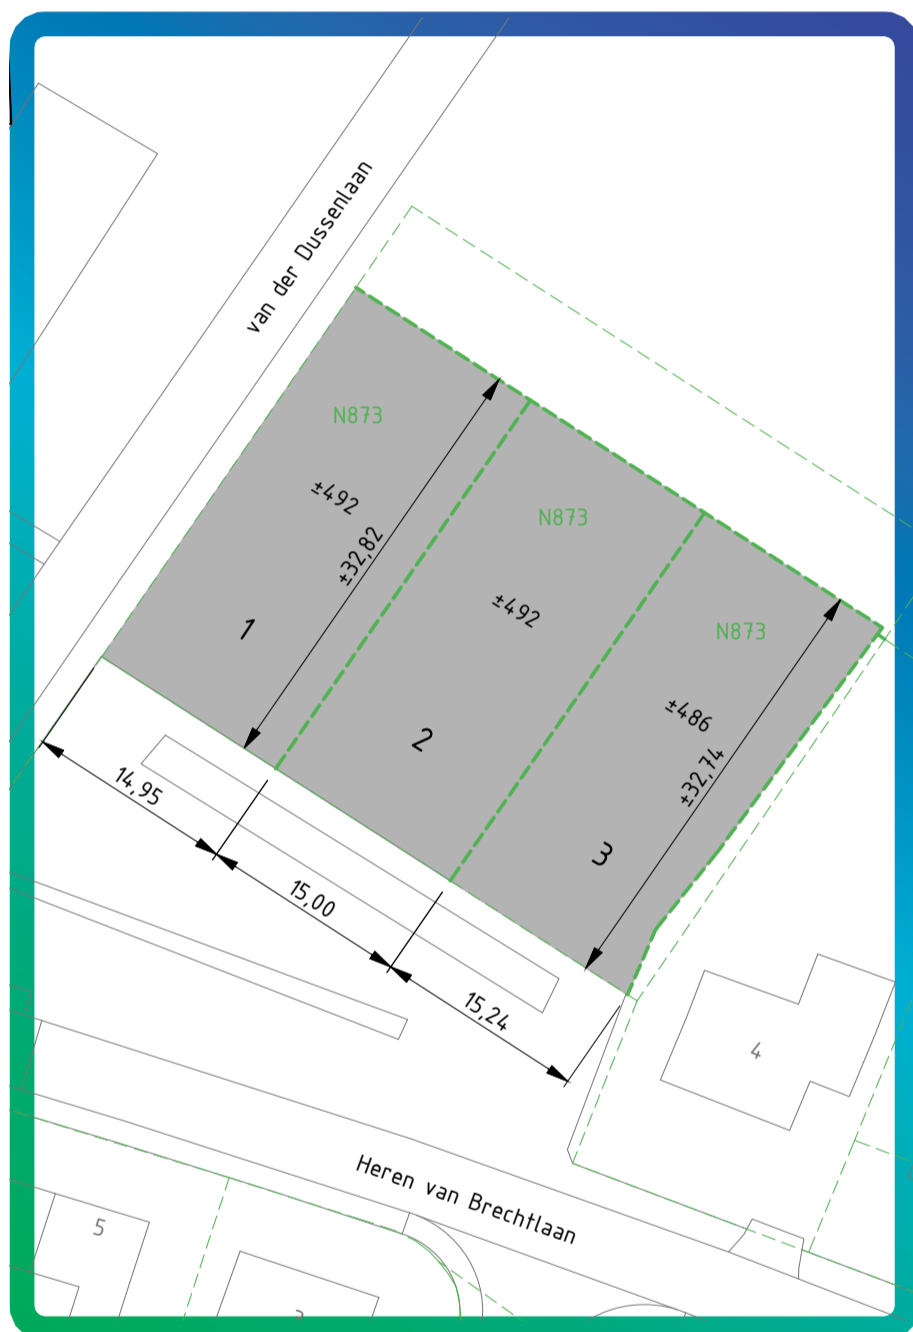 van der Dussenlaan
N873
±492
±32,82
1
N873
±492
2
N873
±486
±32,74
3
14,95
15,00
15,24
4
Heren van Brechtlaan
5